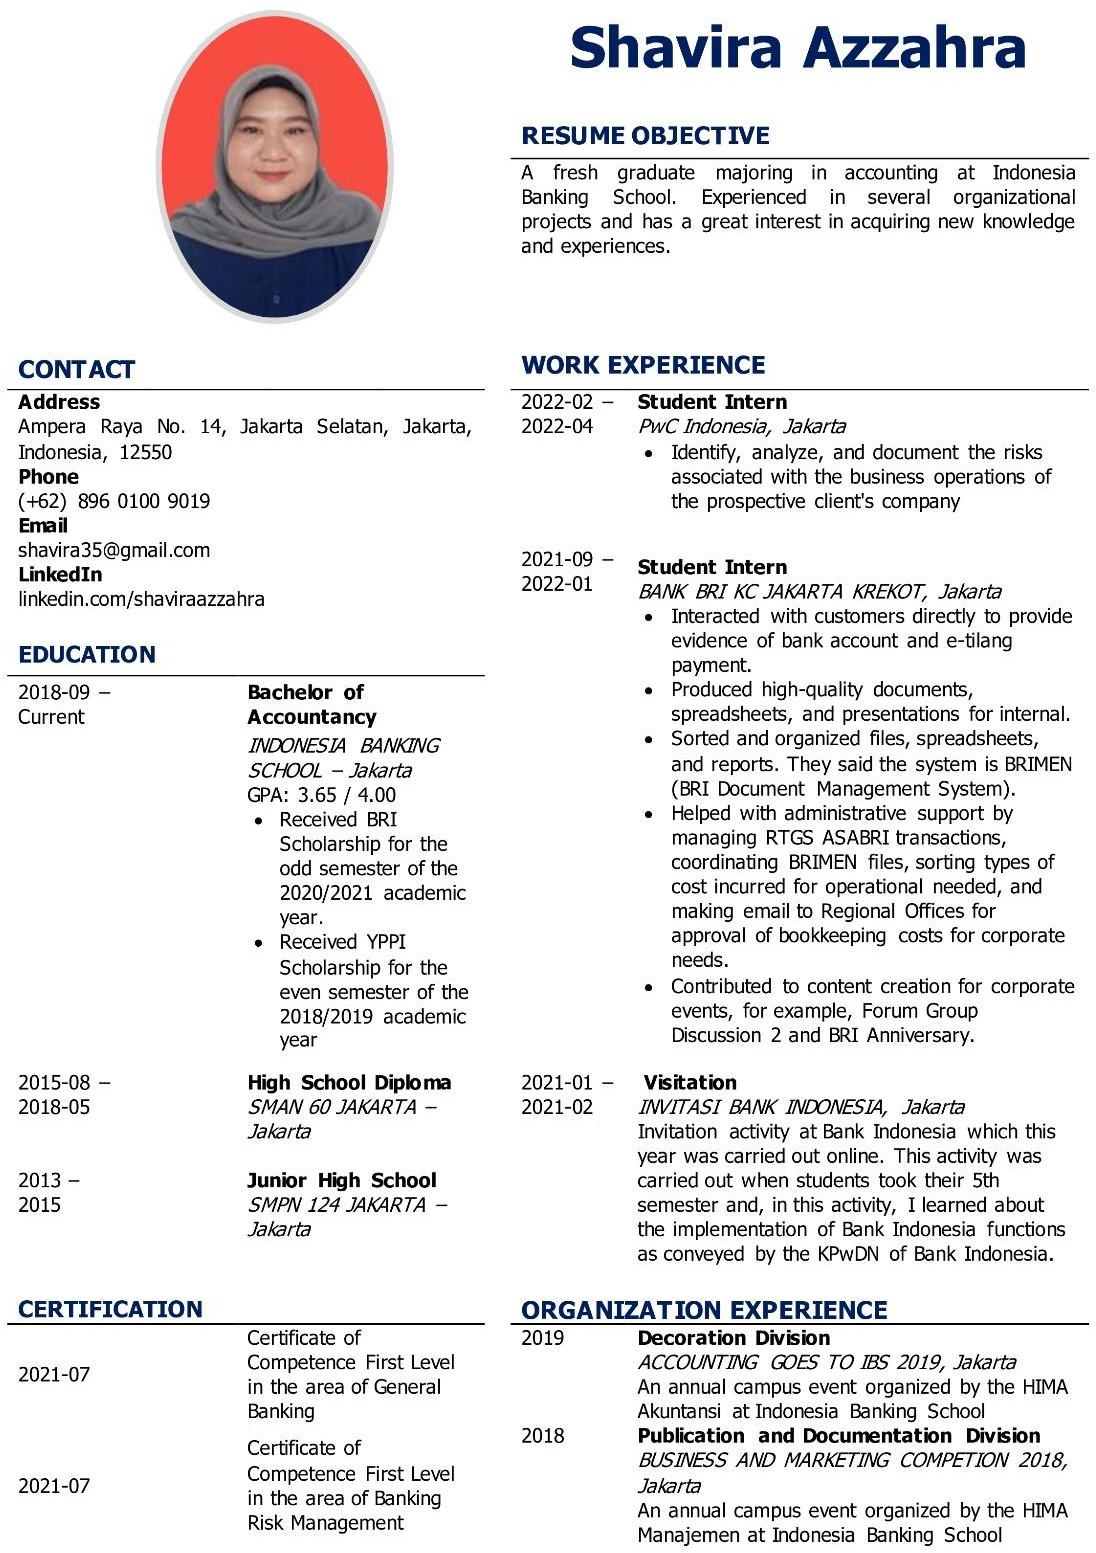 Shavira Azzahra
RESUME OBJECTIVE
A fresh graduate majoring in accounting at Indonesia
Banking School. Experienced in several organizational
projects and has a great interest in acquiring new knowledge
and experiences.
CONTACT
Address
Ampera Raya No. 14, Jakarta Selatan, Jakarta,
Indonesia, 12550
Phone
(+62) 896 0100 9019
Email
shavira35@gmail.com
LinkedIn
linkedin.com/shaviraazzahra
EDUCATION
2018-09 –
Current
Bachelor of
Accountancy
INDONESIA BANKING
SCHOOL – Jakarta
GPA: 3.65 / 4.00
• Received BRI
Scholarship for the
odd semester of the
2020/2021 academic
year.
• Received YPPI
Scholarship for the
even semester of the
2018/2019 academic
year
2015-08 –
2018-05
High School Diploma
SMAN 60 JAKARTA –
Jakarta
2013 –
2015
Junior High School
SMPN 124 JAKARTA –
Jakarta
CERTIFICATION
2021-07
Certificate of
Competence First Level
in the area of General
Banking
2021-07
Certificate of
Competence First Level
in the area of Banking
Risk Management
WORK EXPERIENCE
2022-02 –
2022-04
Student Intern
PwC Indonesia, Jakarta
• Identify, analyze, and document the risks
associated with the business operations of
the prospective client's company
2021-09 –
2022-01
Student Intern
BANK BRI KC JAKARTA KREKOT, Jakarta
• Interacted with customers directly to provide
evidence of bank account and e-tilang
payment.
• Produced high-quality documents,
spreadsheets, and presentations for internal.
• Sorted and organized files, spreadsheets,
and reports. They said the system is BRIMEN
(BRI Document Management System).
• Helped with administrative support by
managing RTGS ASABRI transactions,
coordinating BRIMEN files, sorting types of
cost incurred for operational needed, and
making email to Regional Offices for
approval of bookkeeping costs for corporate
needs.
• Contributed to content creation for corporate
events, for example, Forum Group
Discussion 2 and BRI Anniversary.
2021-01 –
2021-02
Visitation
INVITASI BANK INDONESIA, Jakarta
Invitation activity at Bank Indonesia which this
year was carried out online. This activity was
carried out when students took their 5th
semester and, in this activity, I learned about
the implementation of Bank Indonesia functions
as conveyed by the KPwDN of Bank Indonesia.
ORGANIZATION EXPERIENCE
2019
Decoration Division
ACCOUNTING GOES TO IBS 2019, Jakarta
An annual campus event organized by the HIMA
Akuntansi at Indonesia Banking School
2018
Publication and Documentation Division
BUSINESS AND MARKETING COMPETION 2018,
Jakarta
An annual campus event organized by the HIMA
Manajemen at Indonesia Banking School